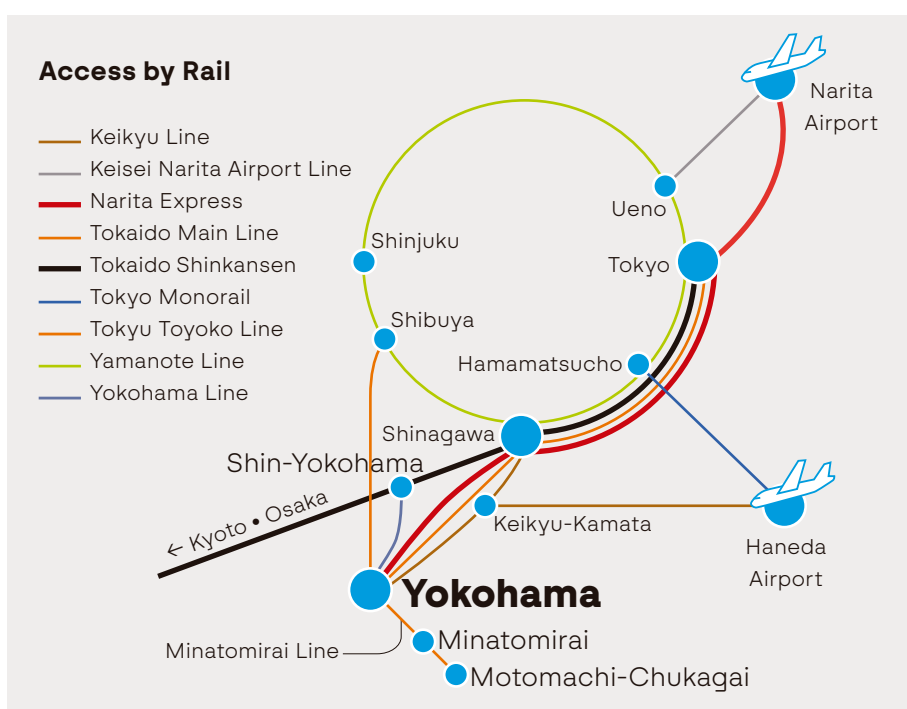 Access by Rail
Keikyu Line
Keisei Narita Airport Line
Narita Express
Tokaido Main Line
Tokaido Shinkansen
Tokyo Monorail
Tokyu Toyoko Line
Yamanote Line
Yokohama Line
Narita
Airport
Ueno
Shinjuku
Tokyo
Shibuya
Hamamatsucho
Shinagawa
Shin-Yokohama
← Kyoto • Osaka
Keikyu-Kamata
Haneda
Airport
Yokohama
Minatomirai Line
Minatomirai
Motomachi-Chukagai